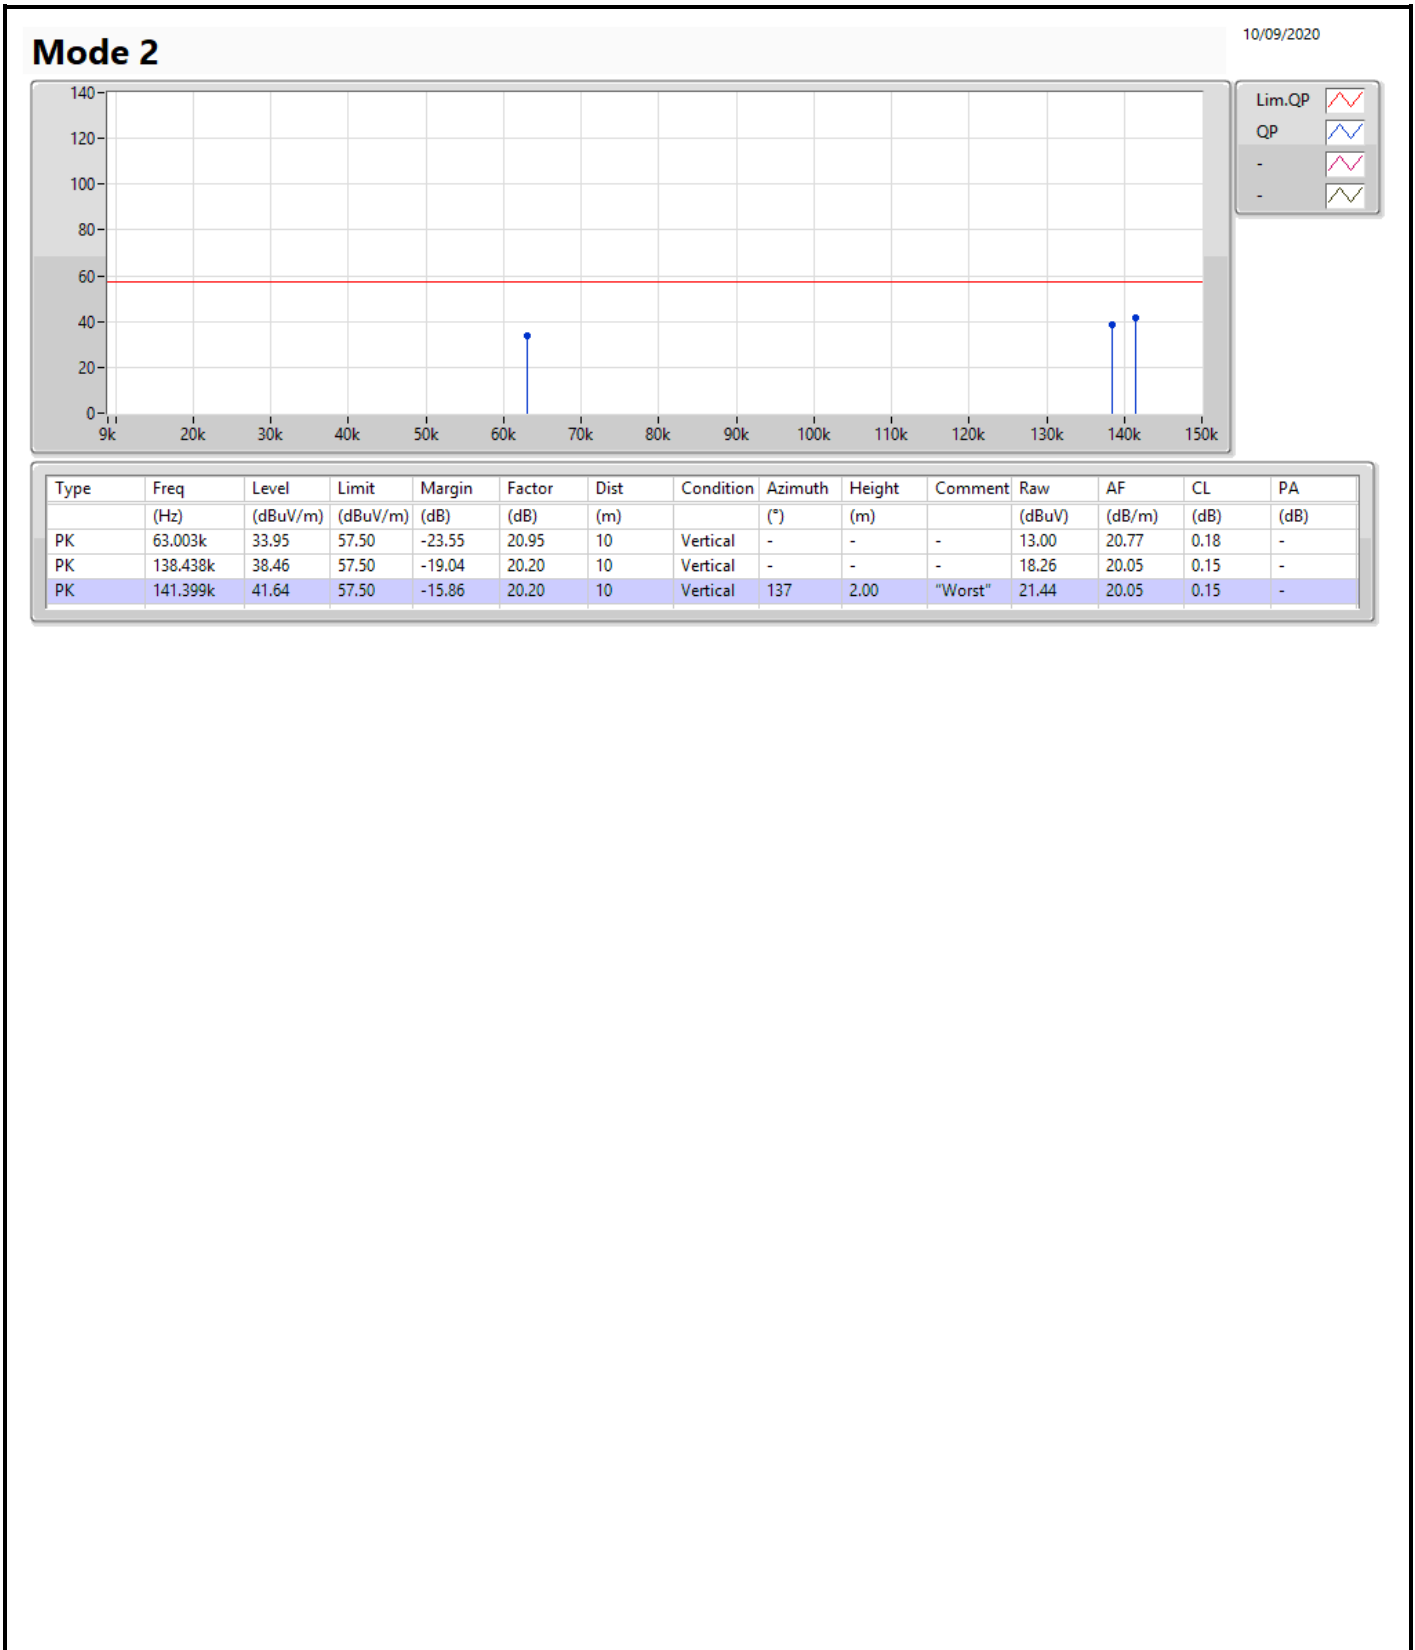 10/09/2020
Mode 2
140
120
100
80
60
40
20
0
9k 20k 30k 40k 50k 60k 70k 80k 90k 100k 110k 120k 130k 140k 150k
Lim.QP
QP
-
-
Type Freq Level Limit Margin Factor Dist Condition Azimuth Height Comment Raw AF CL PA
(Hz) (dBuV/m) (dBuV/m) (dB) (dB) (m) (°) (m) (dBuV) (dB/m) (dB) (dB)
PK 63.003k 33.95 57.50 -23.55 20.95 10 Vertical - - - 13.00 20.77 0.18 -
PK 138.438k 38.46 57.50 -19.04 20.20 10 Vertical - - - 18.26 20.05 0.15 -
PK 141.399k 41.64 57.50 -15.86 20.20 10 Vertical 137 2.00 "Worst" 21.44 20.05 0.15 -